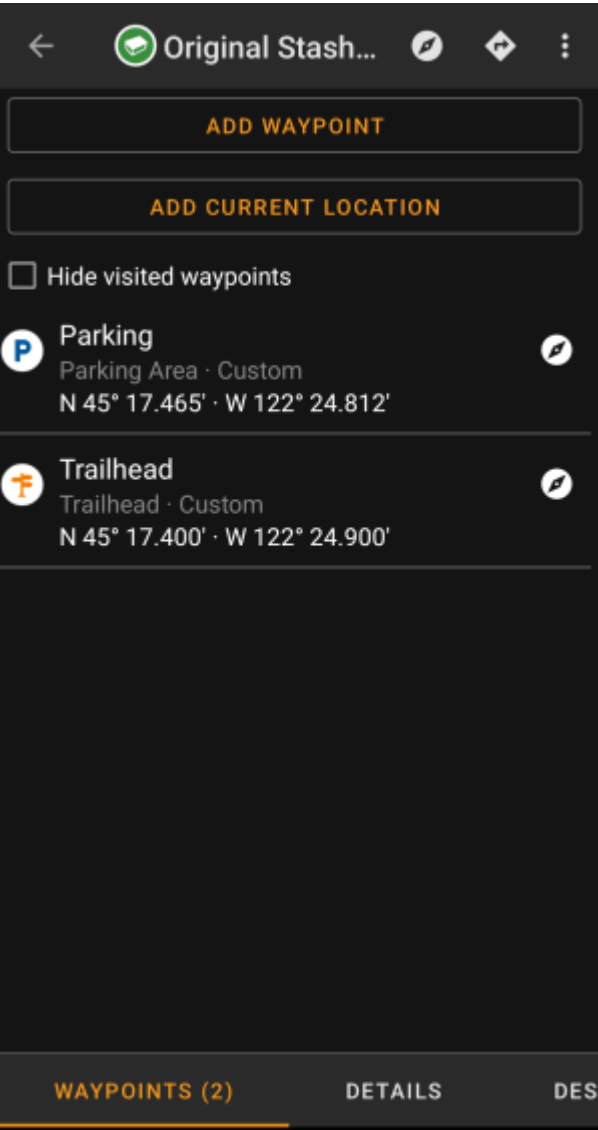 Original Stash...
ADD WAYPOINT
ADD CURRENT LOCATION
Hide visited waypoints
P
Parking
Parking Area · Custom
N 45° 17.465' · W 122° 24.812'
Trailhead
Trailhead · Custom
N 45° 17.400' · W 122° 24.900'
WAYPOINTS (2) DETAILS DES